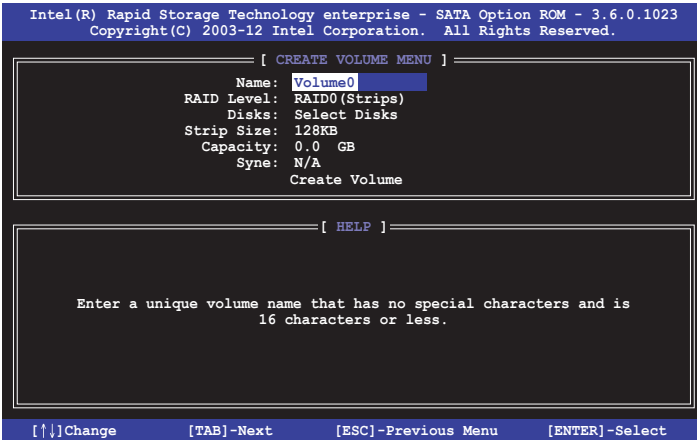 Intel(R) Rapid Storage Technology enterprise - SATA Option ROM - 3.6.0.1023
Copyright(C) 2003-12 Intel Corporation. All Rights Reserved.
[ CREATE VOLUME MENU ]
Name: Volume0
RAID Level: RAID0(Strips)
Disks: Select Disks
Strip Size: 128KB
Capacity: 0.0 GB
Syne: N/A
Create Volume
[ HELP ]
Enter a unique volume name that has no special characters and is
16 characters or less.
[↑↓]Change [TAB]-Next [ESC]-Previous Menu [ENTER]-Select